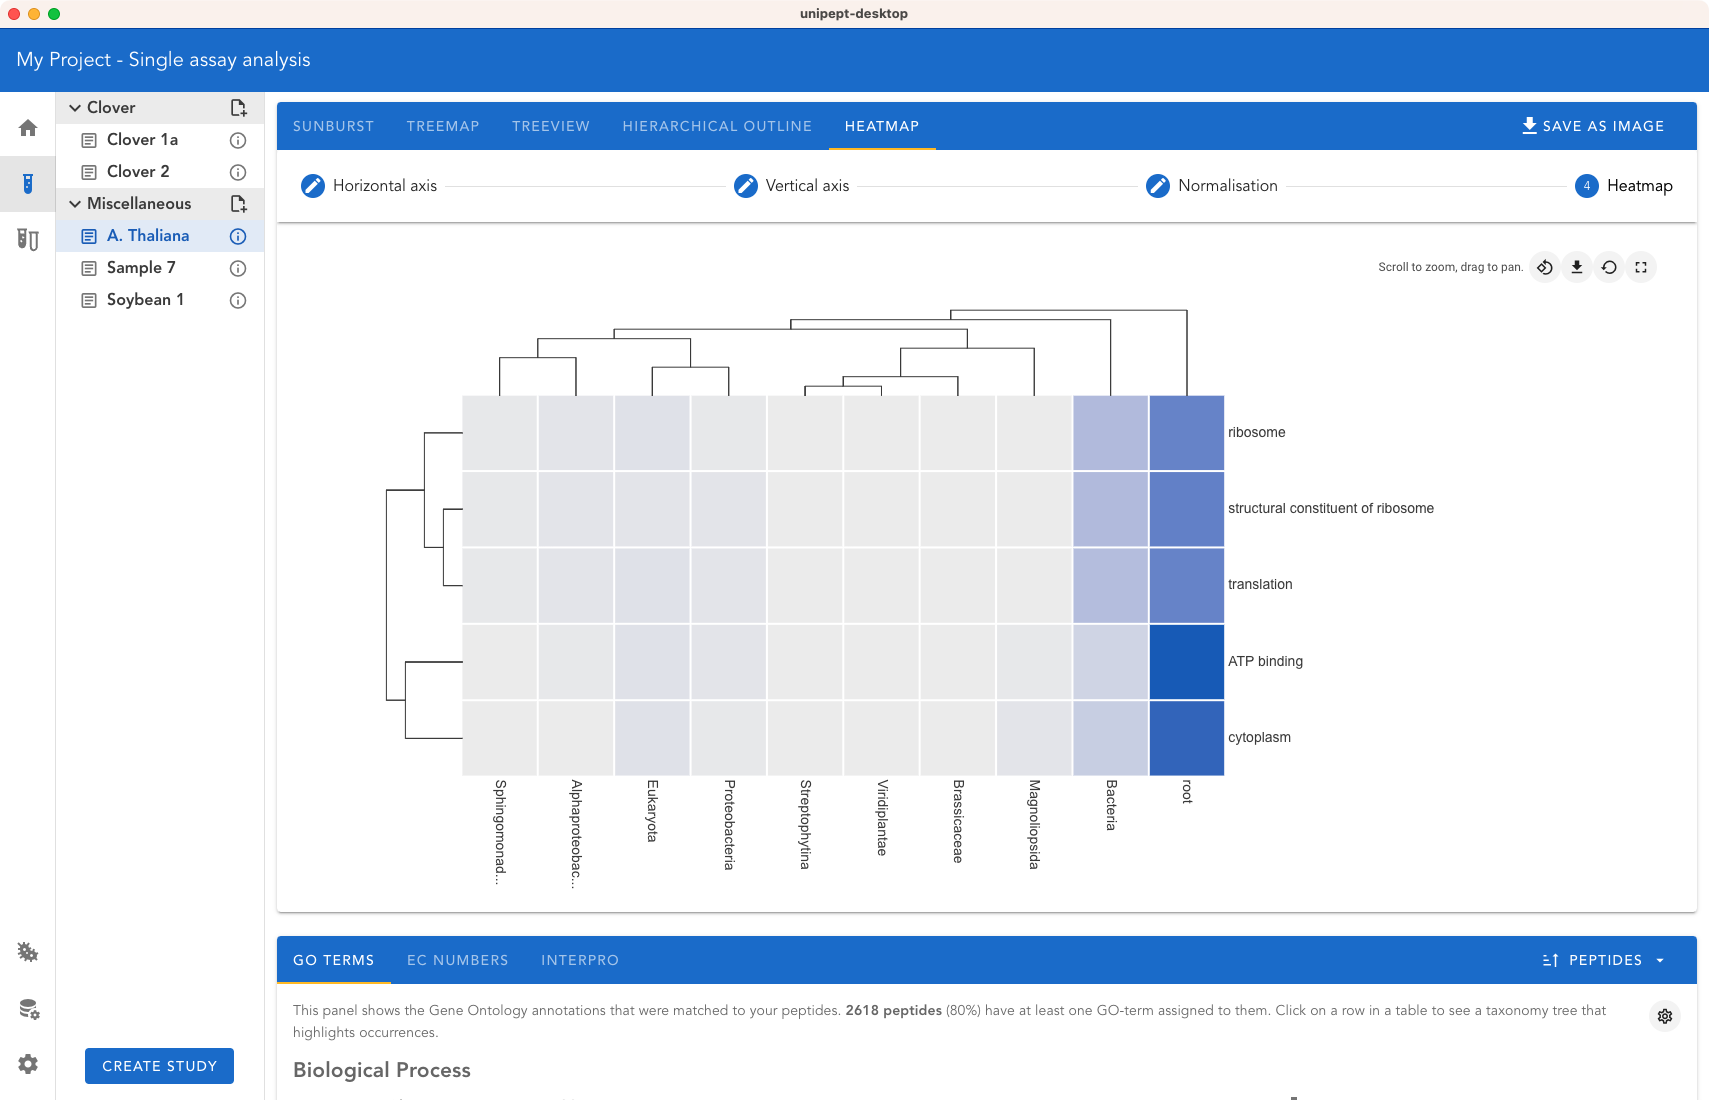 unipept-desktop
My Project - Single assay analysis
Clover
Clover 1a
Clover 2
Miscellaneous
A. Thaliana
Sample 7
Soybean 1
CREATE STUDY
SUNBURST TREEMAP TREEVIEW HIERARCHICAL OUTLINE HEATMAP SAVE AS IMAGE
Horizontal axis Vertical axis Normalisation 4 Heatmap
Scroll to zoom, drag to pan.
ribosome
structural constituent of ribosome
translation
ATP binding
cytoplasm
Sphingomonad...
Alphaproteobac...
Eukaryota
Proteobacteria
Streptophytina
Viridiplantae
Brassicaceae
Magnoliopsida
Bacteria
root
GO TERMS EC NUMBERS INTERPRO PEPTIDES
This panel shows the Gene Ontology annotations that were matched to your peptides. 2618 peptides (80%) have at least one GO-term assigned to them. Click on a row in a table to see a taxonomy tree that
highlights occurrences.
Biological Process